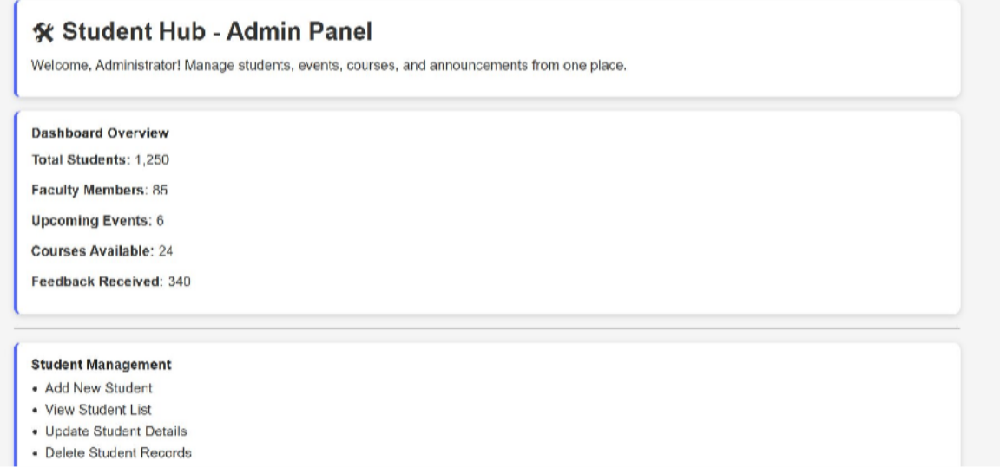 🛠 Student Hub - Admin Panel
Welcome, Administrator! Manage students, events, courses, and announcements from one place.
Dashboard Overview
Total Students: 1,250
Faculty Members: 85
Upcoming Events: 6
Courses Available: 24
Feedback Received: 340
Student Management
• Add New Student
• View Student List
• Update Student Details
• Delete Student Records